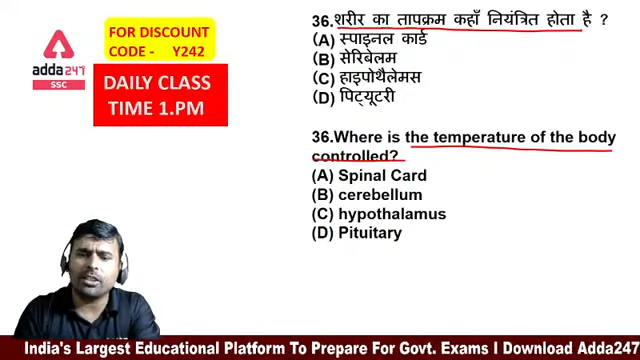 FOR DISCOUNT
CODE - Y242
adda247
SSC
DAILY CLASS
TIME 1.PM
36. शरीर का तापक्रम कहाँ नियंत्रित होता है ?
(A) स्पाइनल कार्ड
(B) सेरिबेलम
(C) हाइपोथैलेमस
(D) पिट्यूटरी
36.Where is the temperature of the body
controlled?
(A) Spinal Card
(B) cerebellum
(C) hypothalamus
(D) Pituitary
India's Largest Educational Platform To Prepare For Govt. Exams I Download Adda247